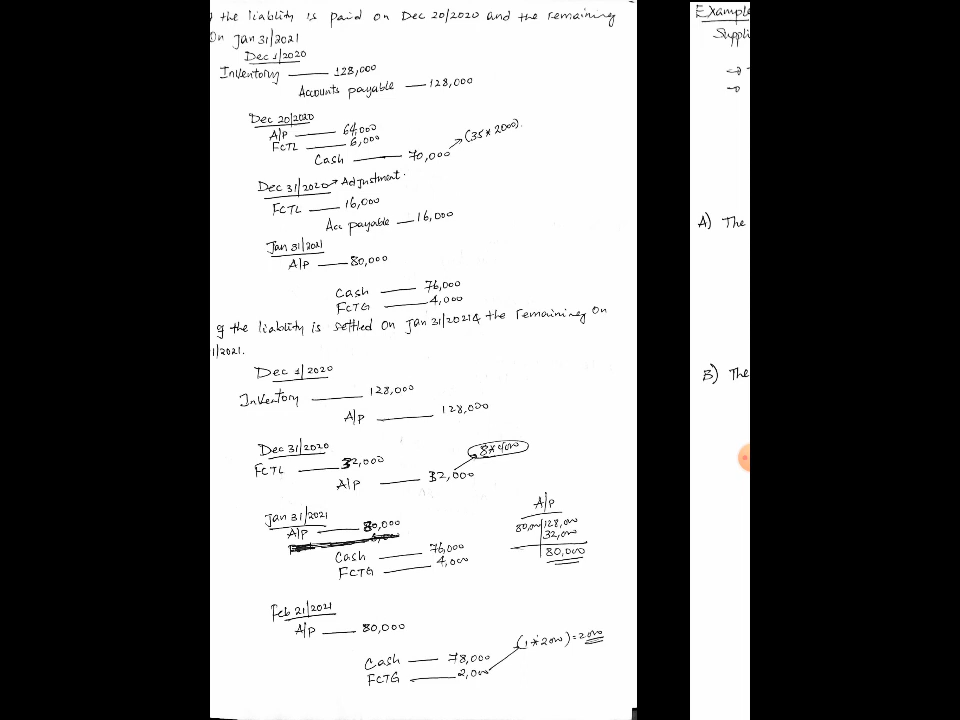 the liablity is paid on Dec 20/2020 and the remaining
On Jan 31/2021
Dec 1/2020
Inventory 128,000
Accounts payable 128,000
Dec 20/2020
A/P 64,000
FCTL 6,000
Cash 70,000 (35*2000).
Dec 31/2020 → Adjustment.
FCTL 16,000
Acc payable 16,000
Jan 31/2021
A/P 80,000
Cash 76,000
FCTG 4,000
g the liablity is settled on Jan 31/2021 & the remaining on
1/2021.
Dec 1/2020
Inventory 128,000
A/P 128,000
Dec 31/2020
FCTL 32,000 8*4000
A/P 32,000
Jan 31/2021
A/P 80,000
Cash 76,000
FCTG 4,000
A/P
80,000 128,000
32,000
80,000
Feb 21/2021
A/P 80,000
Cash 78,000 (1*2000)=2000
FCTG 2,000
Example
Suppli
A) The
B) The